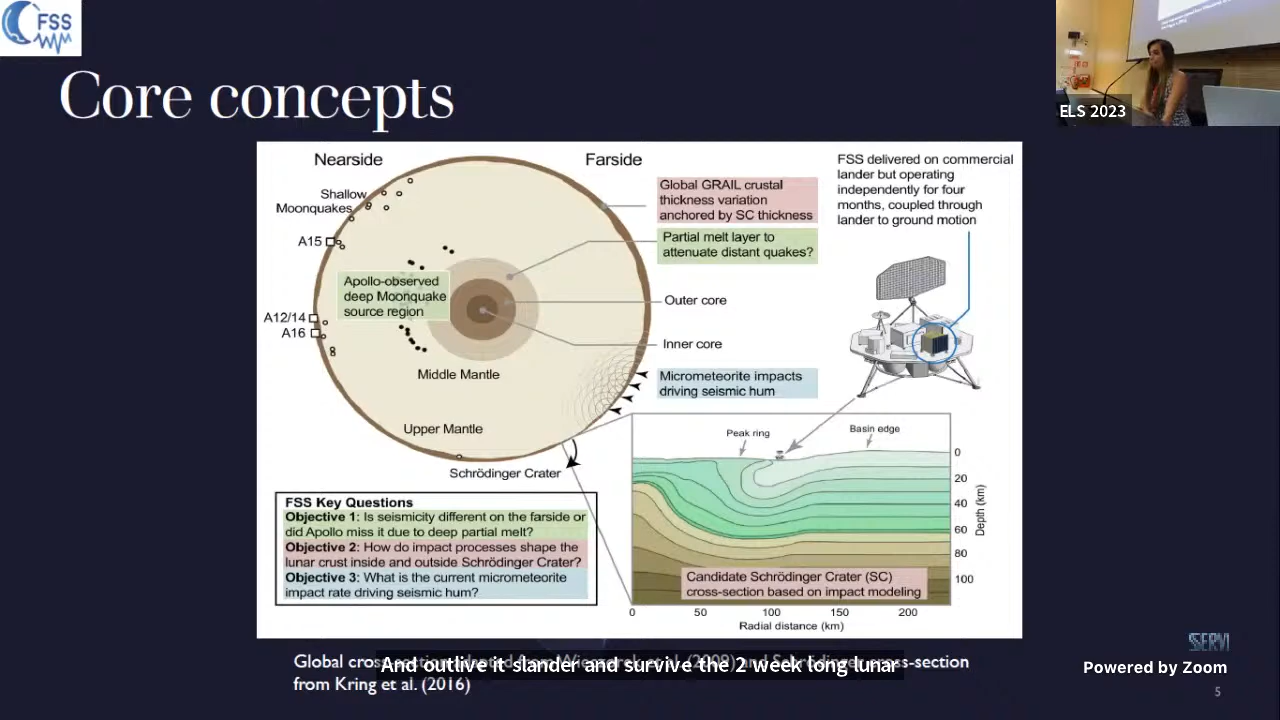 FSS
Core concepts
ELS 2023
Nearside
Farside
Shallow
Moonquakes
A15
A12/14
A16
Apollo-observed
deep Moonquake
source region
Middle Mantle
Upper Mantle
Schrödinger Crater
Global GRAIL crustal
thickness variation
anchored by SC thickness
Partial melt layer to
attenuate distant quakes?
Outer core
Inner core
Micrometeorite impacts
driving seismic hum
FSS delivered on commercial
lander but operating
independently for four
months, coupled through
lander to ground motion
Peak ring
Basin edge
0
20
40
60
80
100
Depth (km)
Candidate Schrödinger Crater (SC)
cross-section based on impact modeling
0 50 100 150 200
Radial distance (km)
FSS Key Questions
Objective 1: Is seismicity different on the farside or
did Apollo miss it due to deep partial melt?
Objective 2: How do impact processes shape the
lunar crust inside and outside Schrödinger Crater?
Objective 3: What is the current micrometeorite
impact rate driving seismic hum?
Global cross-section
from Kring et al. (2016)
And outlive it slander and survive the 2 week long lunar
SSERVI
Powered by Zoom
5